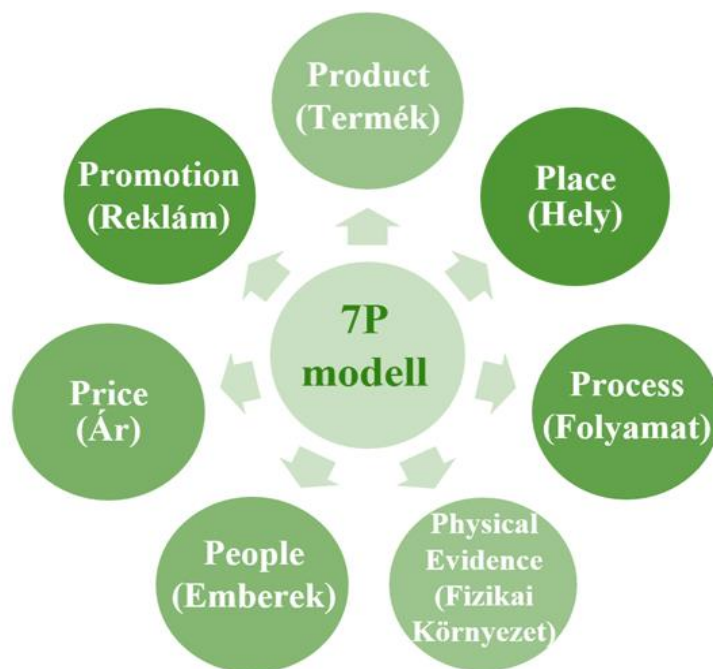 Product
(Termék)
Place
(Hely)
Process
(Folyamat)
Physical
Evidence
(Fizikai
Környezet)
People
(Emberek)
Price
(Ár)
Promotion
(Reklám)
7P
modell